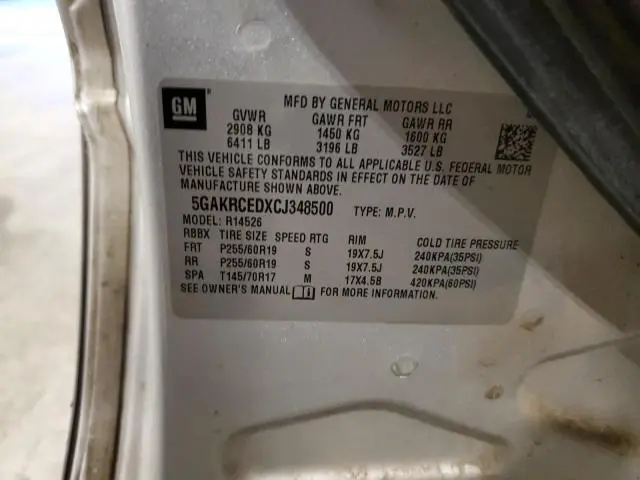 GM
MFD BY GENERAL MOTORS LLC
GVWR GAWR FRT GAWR RR
2908 KG 1450 KG 1600 KG
6411 LB 3196 LB 3527 LB
THIS VEHICLE CONFORMS TO ALL APPLICABLE U.S. FEDERAL MOTOR
VEHICLE SAFETY STANDARDS IN EFFECT ON THE DATE OF
MANUFACTURE SHOWN ABOVE.
5GAKRCEDXCJ348500 TYPE: M.P.V.
MODEL: R14526
RBBX TIRE SIZE SPEED RTG RIM COLD TIRE PRESSURE
FRT P255/60R19 S 19X7.5J 240KPA(35PSI)
RR P255/60R19 S 19X7.5J 240KPA(35PSI)
SPA T145/70R17 M 17X4.5B 420KPA(60PSI)
SEE OWNER'S MANUAL FOR MORE INFORMATION.